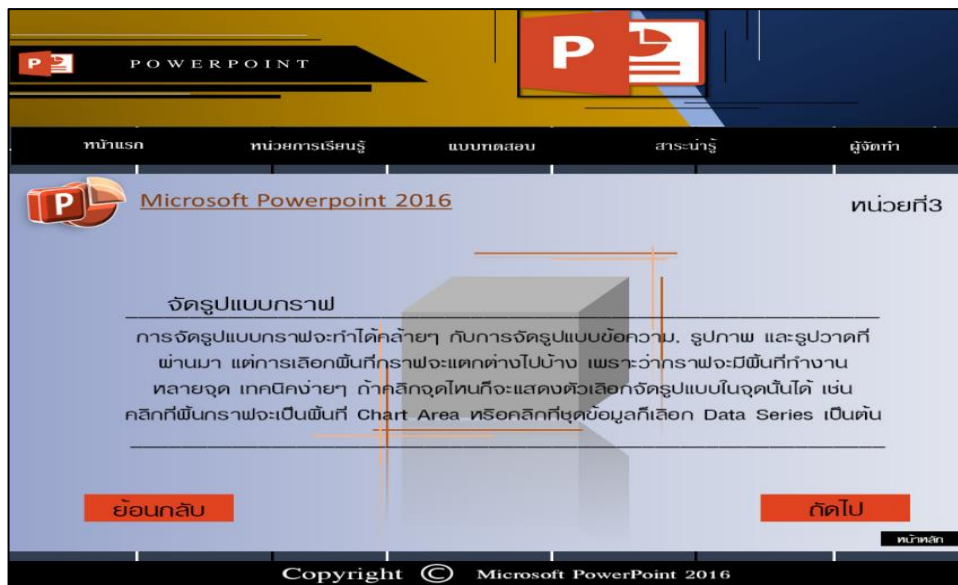 POWERPOINT
หน้าแรก หน่วยการเรียนรู้ แบบทดสอบ สาระน่ารู้ ผู้จัดทำ
Microsoft Powerpoint 2016
หน่วยที่3
จัดรูปแบบกราฟ
การจัดรูปแบบกราฟจะทำได้คล้ายๆ กับการจัดรูปแบบข้อความ, รูปภาพ และรูปวาดที่
ผ่านมา แต่การเลือกพื้นที่กราฟจะแตกต่างไปบ้าง เพราะว่ากราฟจะมีพื้นที่ทำงาน
หลายจุด เทคนิคง่ายๆ ถ้าคลิกจุดไหนก็จะแสดงตัวเลือกจัดรูปแบบในจุดนั้นได้ เช่น
คลิกที่พื้นกราฟจะเป็นพื้นที่ Chart Area หรือคลิกที่ชุดข้อมูลก็เลือก Data Series เป็นต้น
ย้อนกลับ
ถัดไป
หน้าหลัก
Copyright © Microsoft PowerPoint 2016